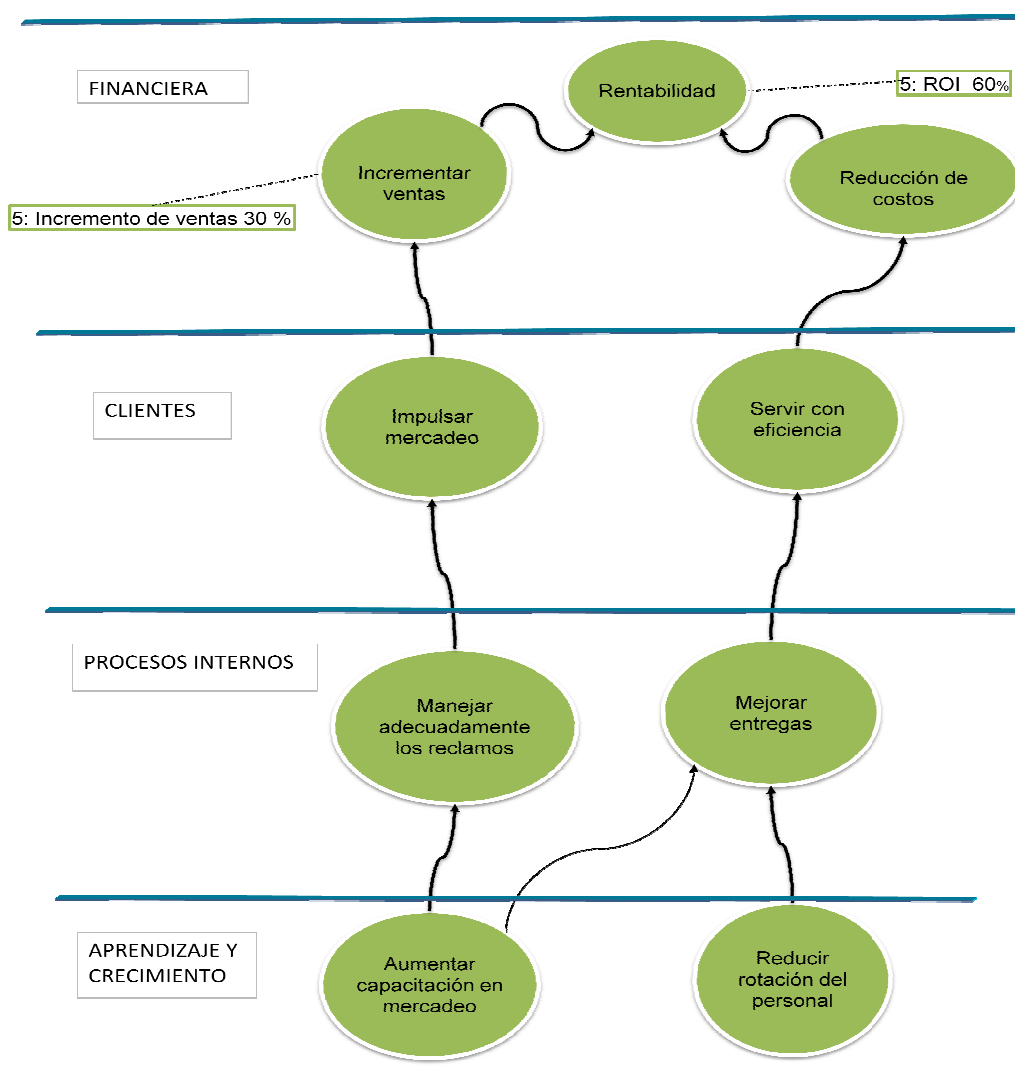 FINANCIERA
Rentabilidad
5: ROI 60%
Incrementar
ventas
Reducción de
costos
5: Incremento de ventas 30 %
CLIENTES
Impulsar
mercadeo
Servir con
eficiencia
PROCESOS INTERNOS
Manejar
adecuadamente
los reclamos
Mejorar
entregas
APRENDIZAJE Y
CRECIMIENTO
Aumentar
capacitación en
mercadeo
Reducir
rotación del
personal